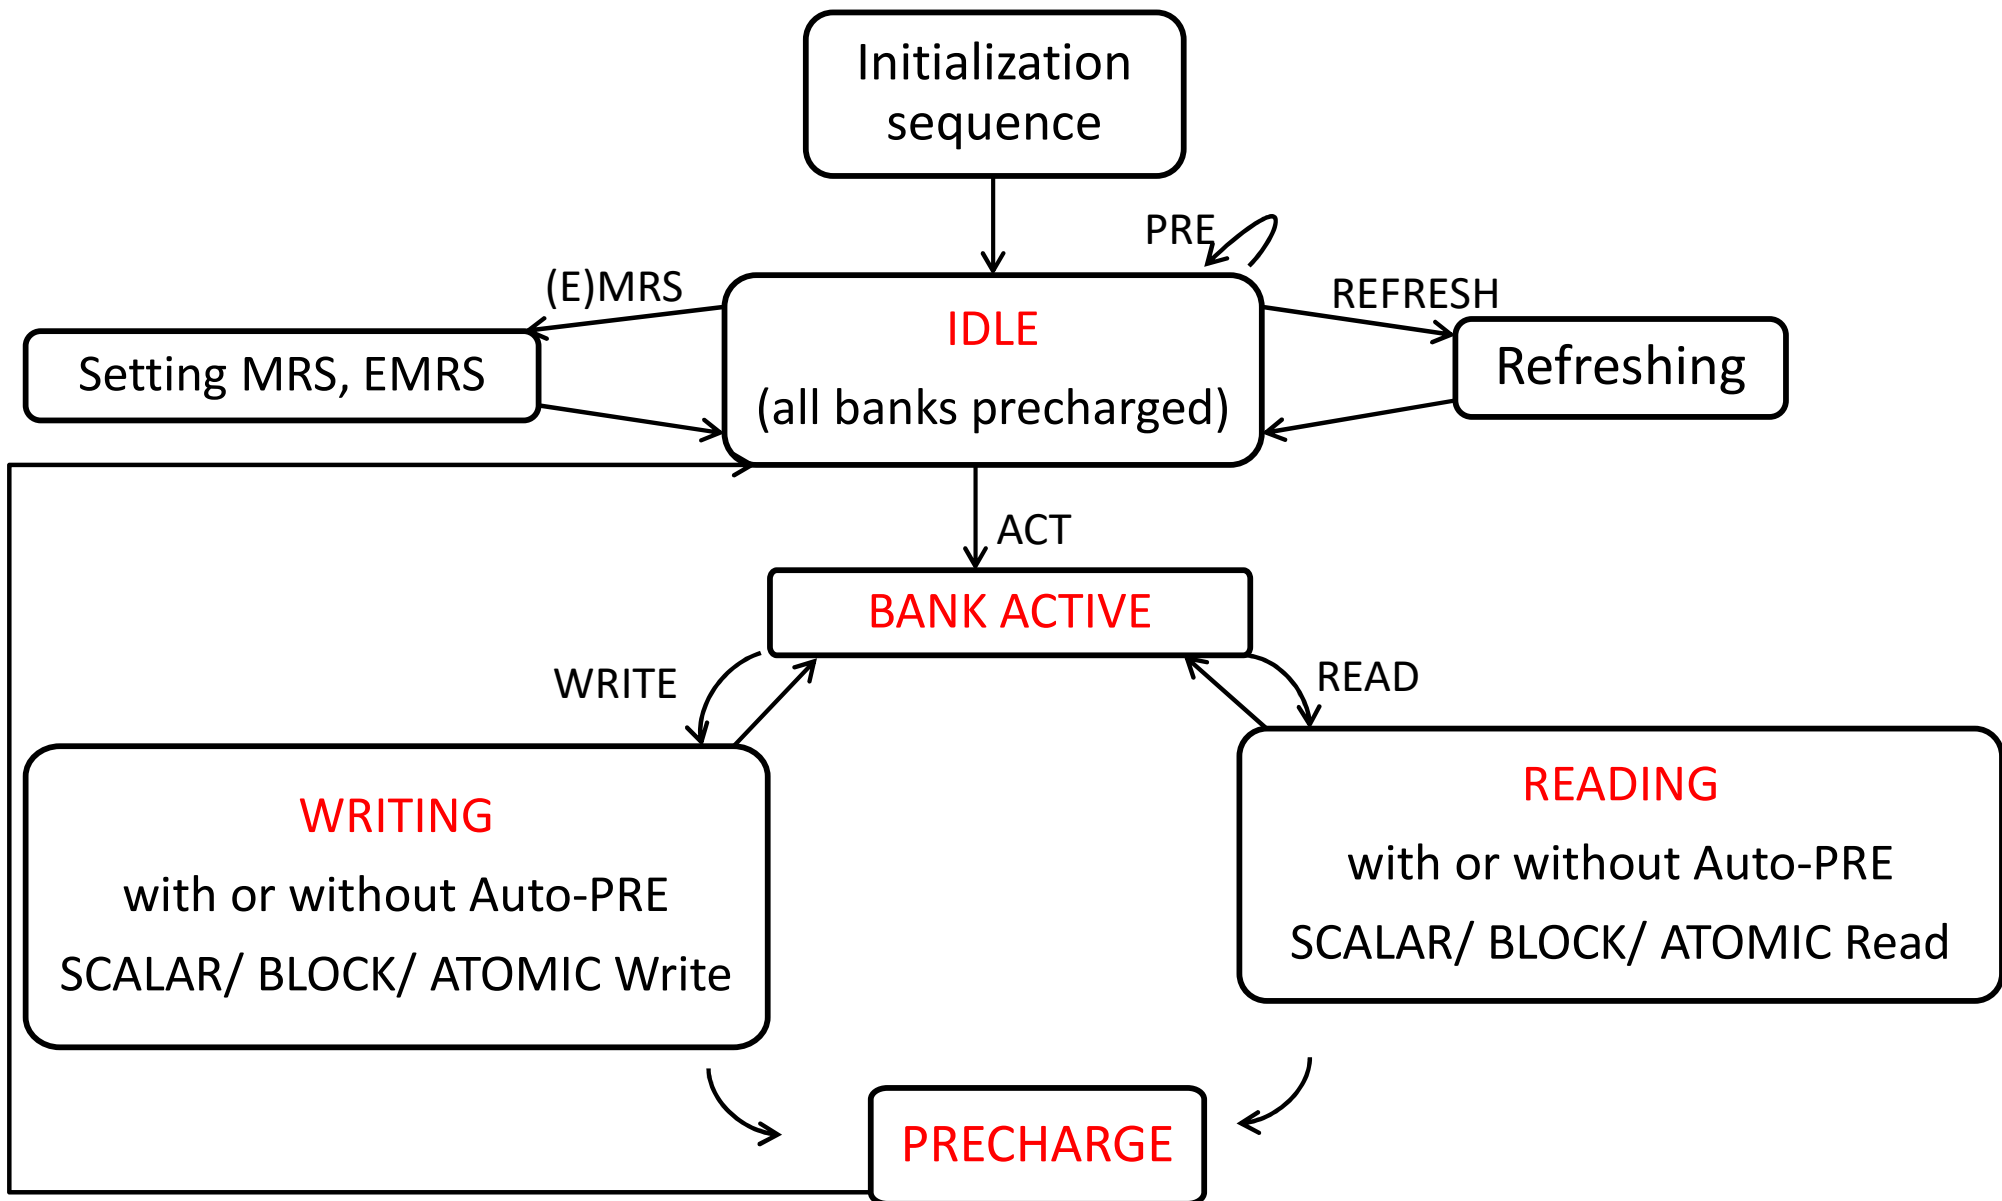 Initialization
sequence
PRE
(E)MRS
REFRESH
IDLE
(all banks precharged)
Setting MRS, EMRS
Refreshing
ACT
BANK ACTIVE
WRITE
READ
WRITING
with or without Auto-PRE
SCALAR/ BLOCK/ ATOMIC Write
READING
with or without Auto-PRE
SCALAR/ BLOCK/ ATOMIC Read
PRECHARGE